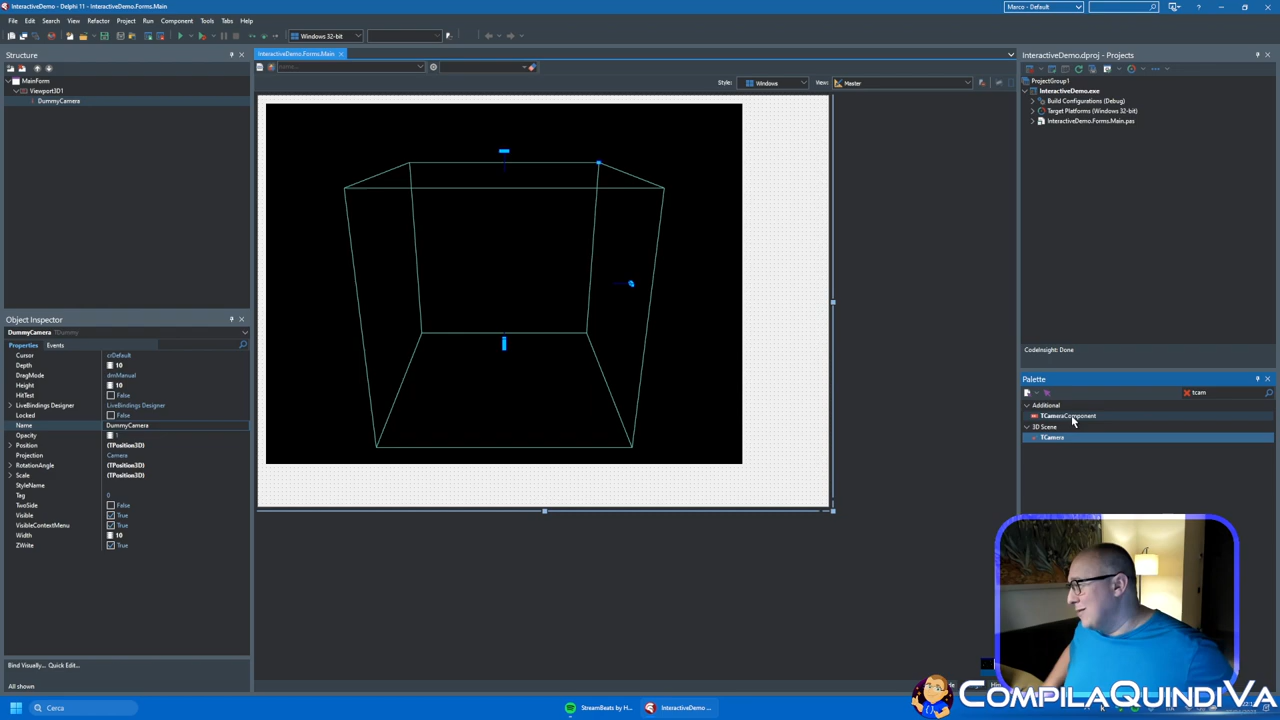 InteractiveDemo - Delphi 11 - InteractiveDemo.Forms.Main
Marco - Default
File Edit Search View Refactor Project Run Component Tools Tabs Help
Windows 32-bit
Structure
MainForm
Viewport3D1
DummyCamera
InteractiveDemo.Forms.Main
Style: Windows View: Master
InteractiveDemo.dproj - Projects
ProjectGroup1
InteractiveDemo.exe
Build Configurations (Debug)
Target Platforms (Windows 32-bit)
InteractiveDemo.Forms.Main.pas
CodeInsight: Done
Object Inspector
DummyCamera TDummy
Properties Events
Cursor crDefault
Depth 10
DragMode dmManual
Height 10
HitTest False
LiveBindings Designer LiveBindings Designer
Locked False
Name DummyCamera
Opacity 1
Position (TPosition3D)
Projection Camera
RotationAngle (TPosition3D)
Scale (TPosition3D)
StyleName
Tag 0
TwoSide False
Visible True
VisibleContextMenu True
Width 10
ZWrite True
Bind Visually... Quick Edit...
All shown
Palette
tcam
Additional
TCameraComponent
3D Scene
TCamera
COMPILAQUINDIVA
Cerca
StreamBeats by H...
InteractiveDemo ...